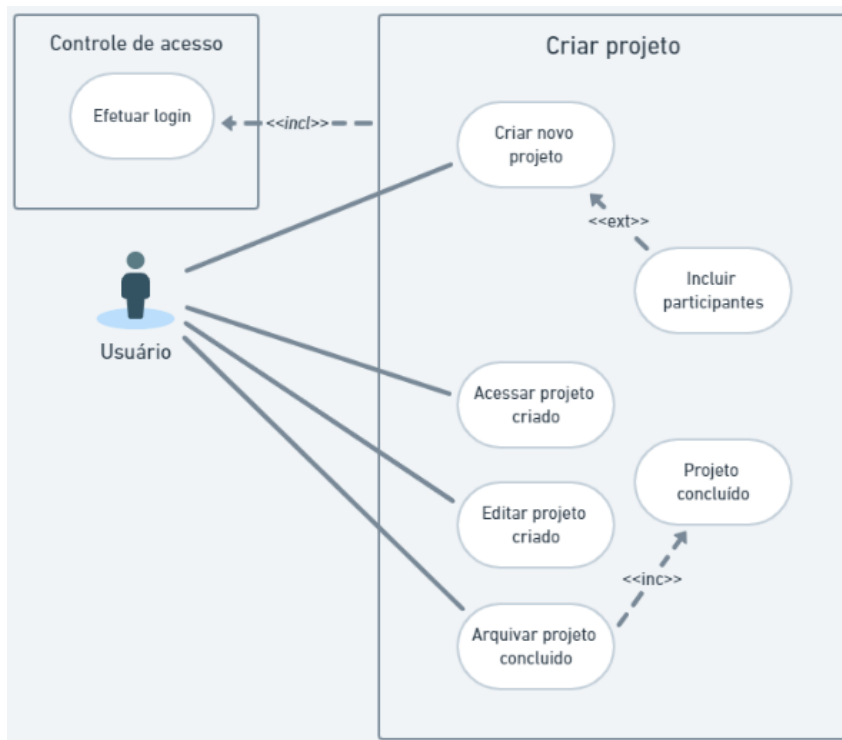 Controle de acesso
Efetuar login
<<incl>>
Criar projeto
Criar novo
projeto
<<ext>>
Incluir
participantes
Usuário
Acessar projeto
criado
Projeto
concluído
Editar projeto
criado
<<inc>>
Arquivar projeto
concluido